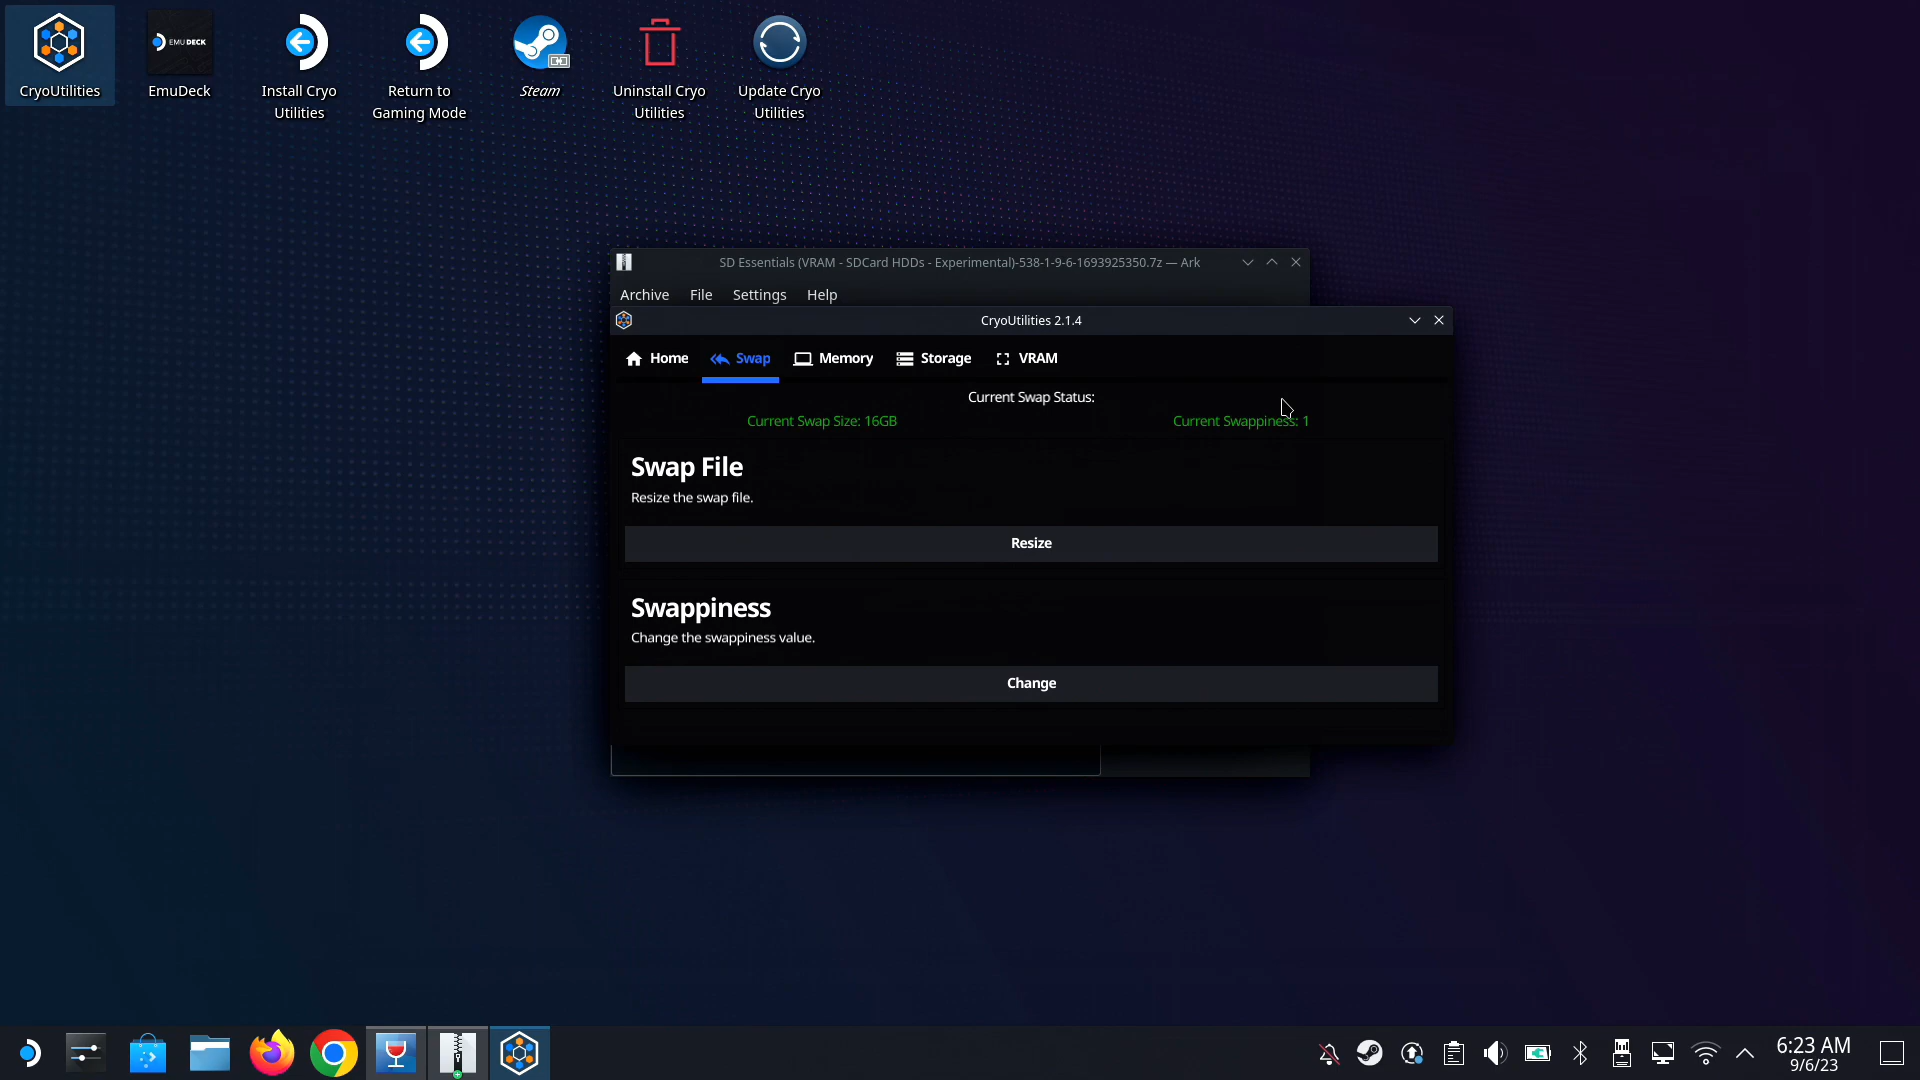 CryoUtilities
EMUDECK
EmuDeck
Install Cryo
Utilities
Return to
Gaming Mode
Steam
Uninstall Cryo
Utilities
Update Cryo
Utilities
SD Essentials (VRAM - SDCard HDDs - Experimental)-538-1-9-6-1693925350.7z — Ark
Archive File Settings Help
CryoUtilities 2.1.4
Home Swap Memory Storage VRAM
Current Swap Status:
Current Swap Size: 16GB Current Swappiness: 1
Swap File
Resize the swap file.
Resize
Swappiness
Change the swappiness value.
Change
6:23 AM
9/6/23